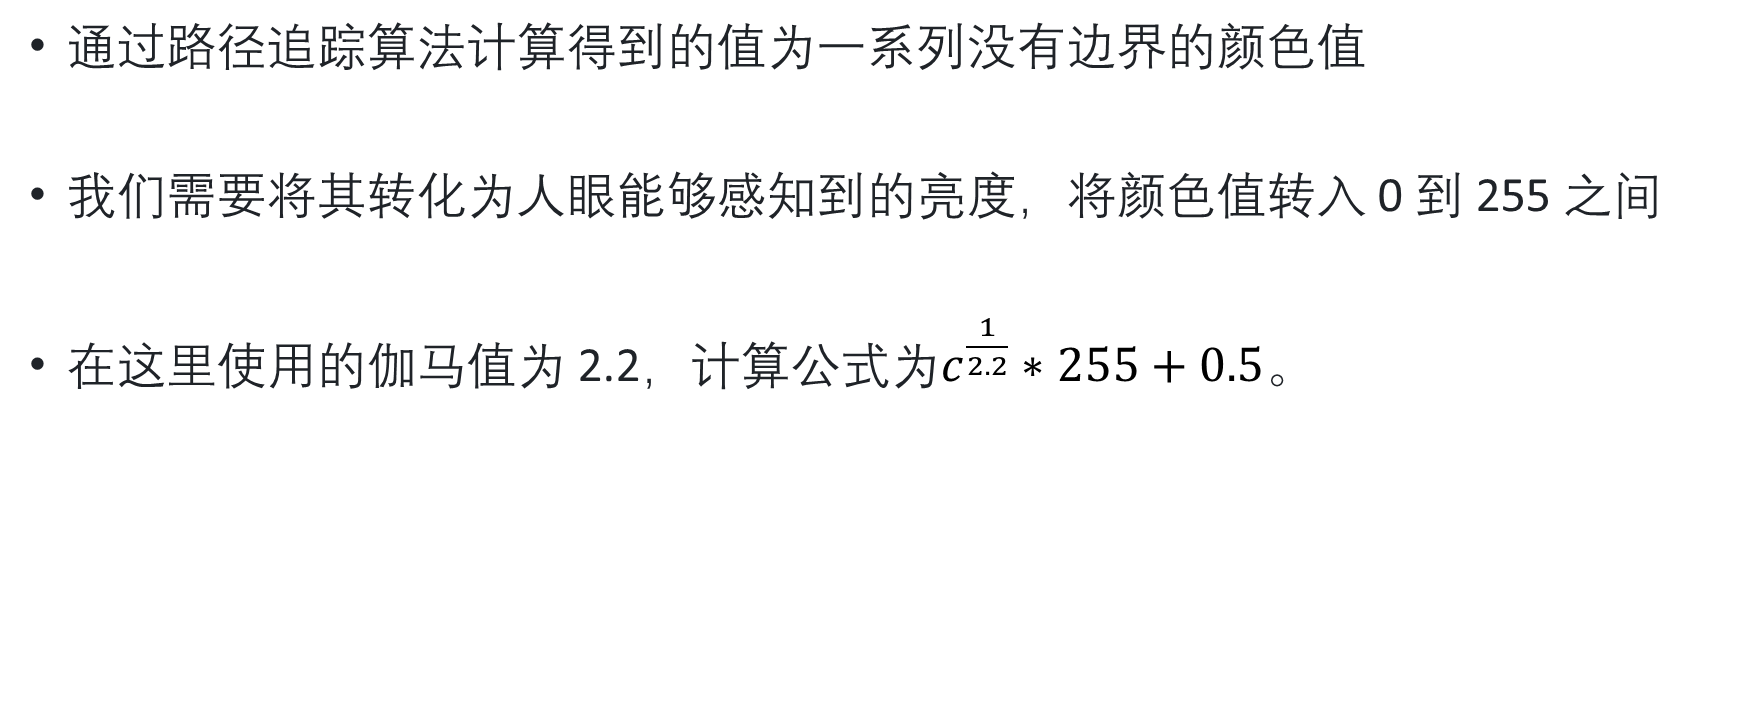 • 通过路径追踪算法计算得到的值为一系列没有边界的颜色值
• 我们需要将其转化为人眼能够感知到的亮度，将颜色值转入 0 到 255 之间
• 在这里使用的伽马值为 2.2，计算公式为$c^{\frac{1}{2.2}} * 255 + 0.5$。